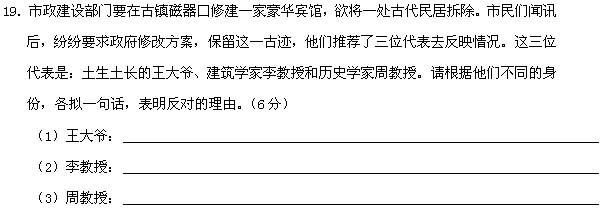 19. 市政建设部门要在古镇磁器口修建一家豪华宾馆,欲将一处古代民居拆除。市民们闻讯
后,纷纷要求政府修改方案,保留这一古迹,他们推荐了三位代表去反映情况。这三位
代表是:土生土长的王大爷、建筑学家李教授和历史学家周教授。请根据他们不同的身
份,各拟一句话,表明反对的理由。(6分)
(1)王大爷:
(2)李教授:
(3)周教授: